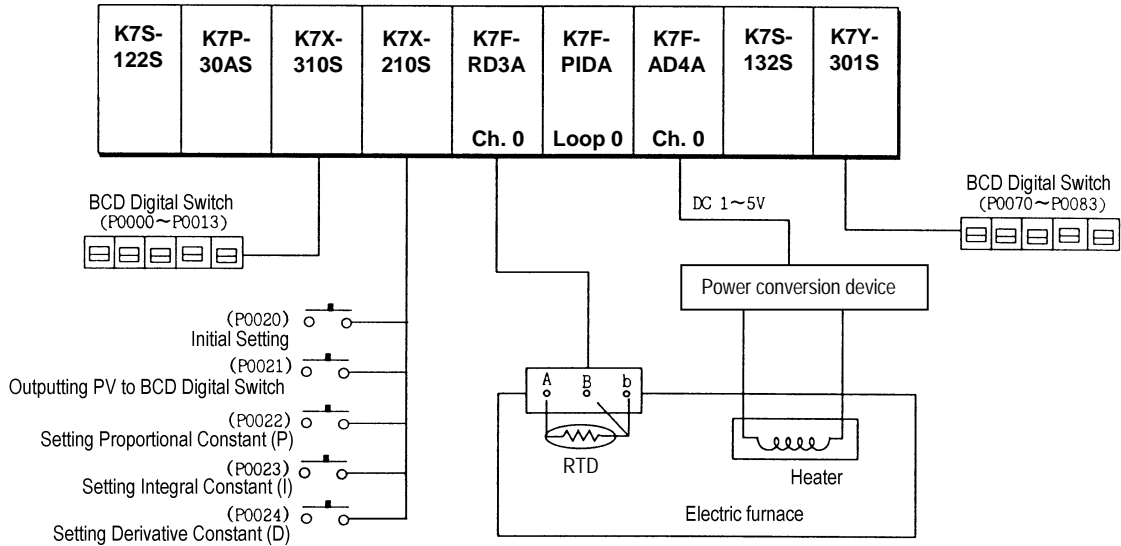 K7S-122S
K7P-30AS
K7X-310S
K7X-210S
K7F-RD3A
K7F-PIDA
K7F-AD4A
K7S-132S
K7Y-301S
Ch. 0
Loop 0
Ch. 0
BCD Digital Switch
(P0000~P0013)
DC 1~5V
BCD Digital Switch
(P0070~P0083)
Power conversion device
(P0020)
Initial Setting
(P0021)
Outputting PV to BCD Digital Switch
(P0022)
Setting Proportional Constant (P)
(P0023)
Setting Integral Constant (I)
(P0024)
Setting Derivative Constant (D)
A B b
RTD
Heater
Electric furnace